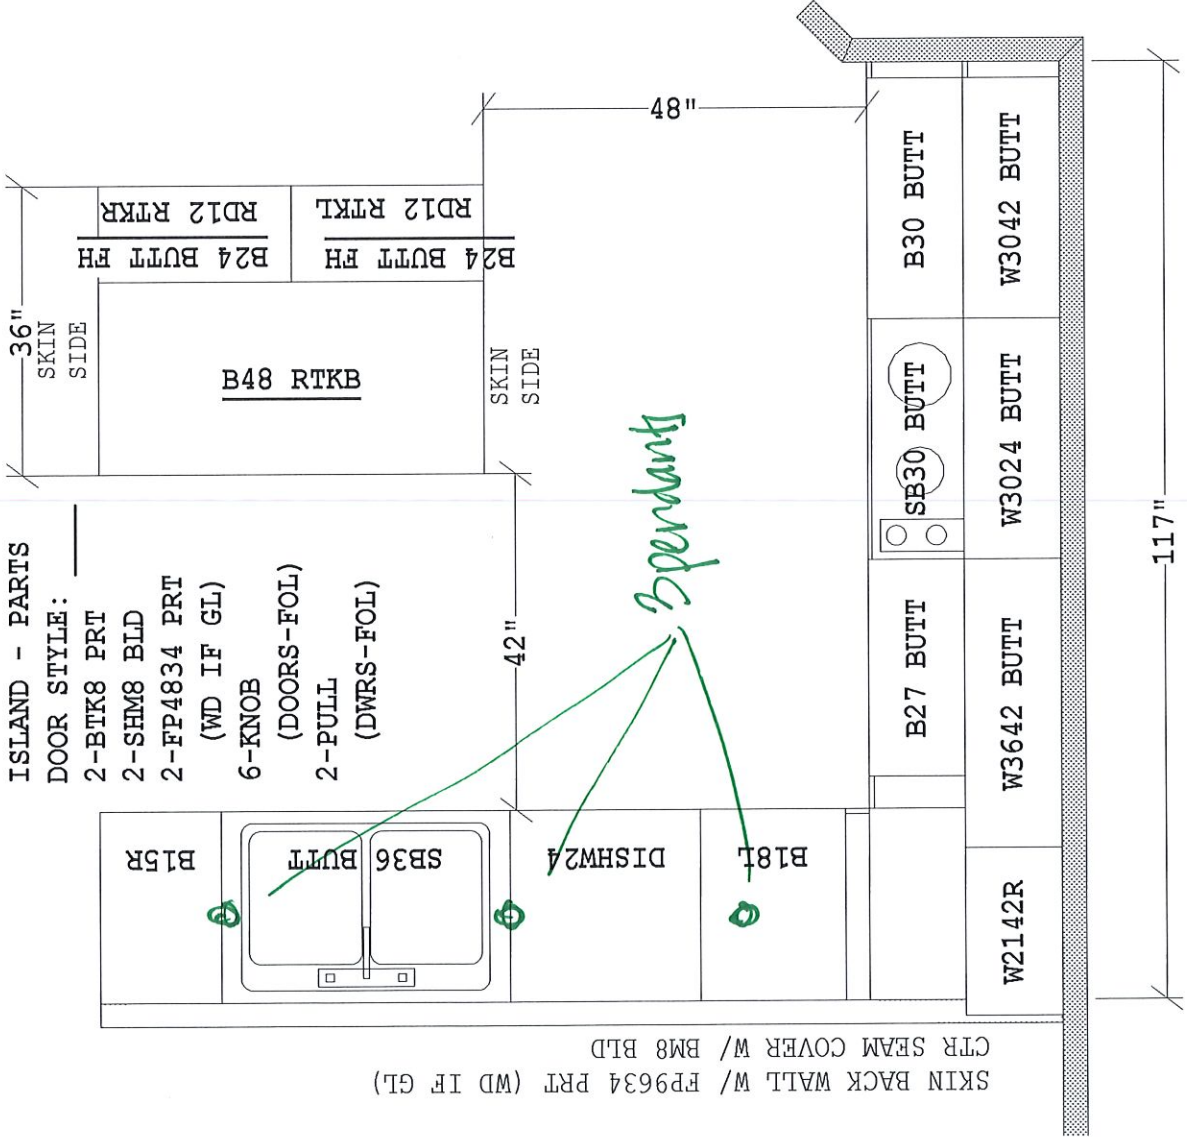 ISLAND - PARTS
DOOR STYLE:
2-BTK8 PRT
2-SHM8 BLD
2-FP4834 PRT
(WD IF GL)
6-KNOB
(DOORS-FOL)
2-PULL
(DWRS-FOL)
36"
SKIN
SIDE
RD12 RTKR
B24 BUTT FH
RD12 RTKL
B24 BUTT FH
B48 RTKB
SKIN
SIDE
48"
42"
3 pendants
B30 BUTT
W3042 BUTT
SB30 BUTT
W3024 BUTT
B27 BUTT
W3642 BUTT
W2142R
117"
B15R
SB36 BUTT
DISHW24
B18L
SKIN BACK WALL W/ FP9634 PRT (WD IF GL)
CTR SEAM COVER W/ BM8 BLD